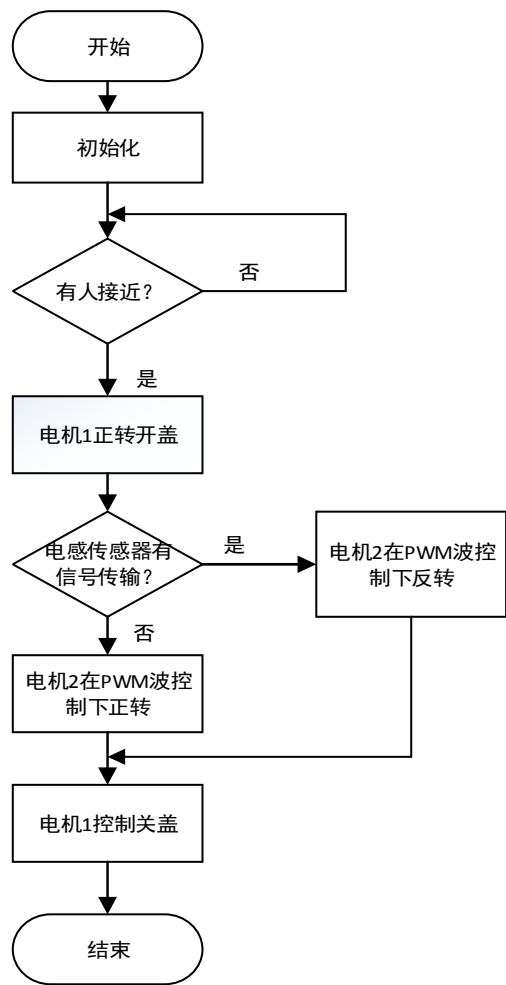 开始
初始化
有人接近？
否
是
电机1正转开盖
电感传感器有
信号传输？
是
电机2在PWM波控
制下反转
否
电机2在PWM波控
制下正转
电机1控制关盖
结束